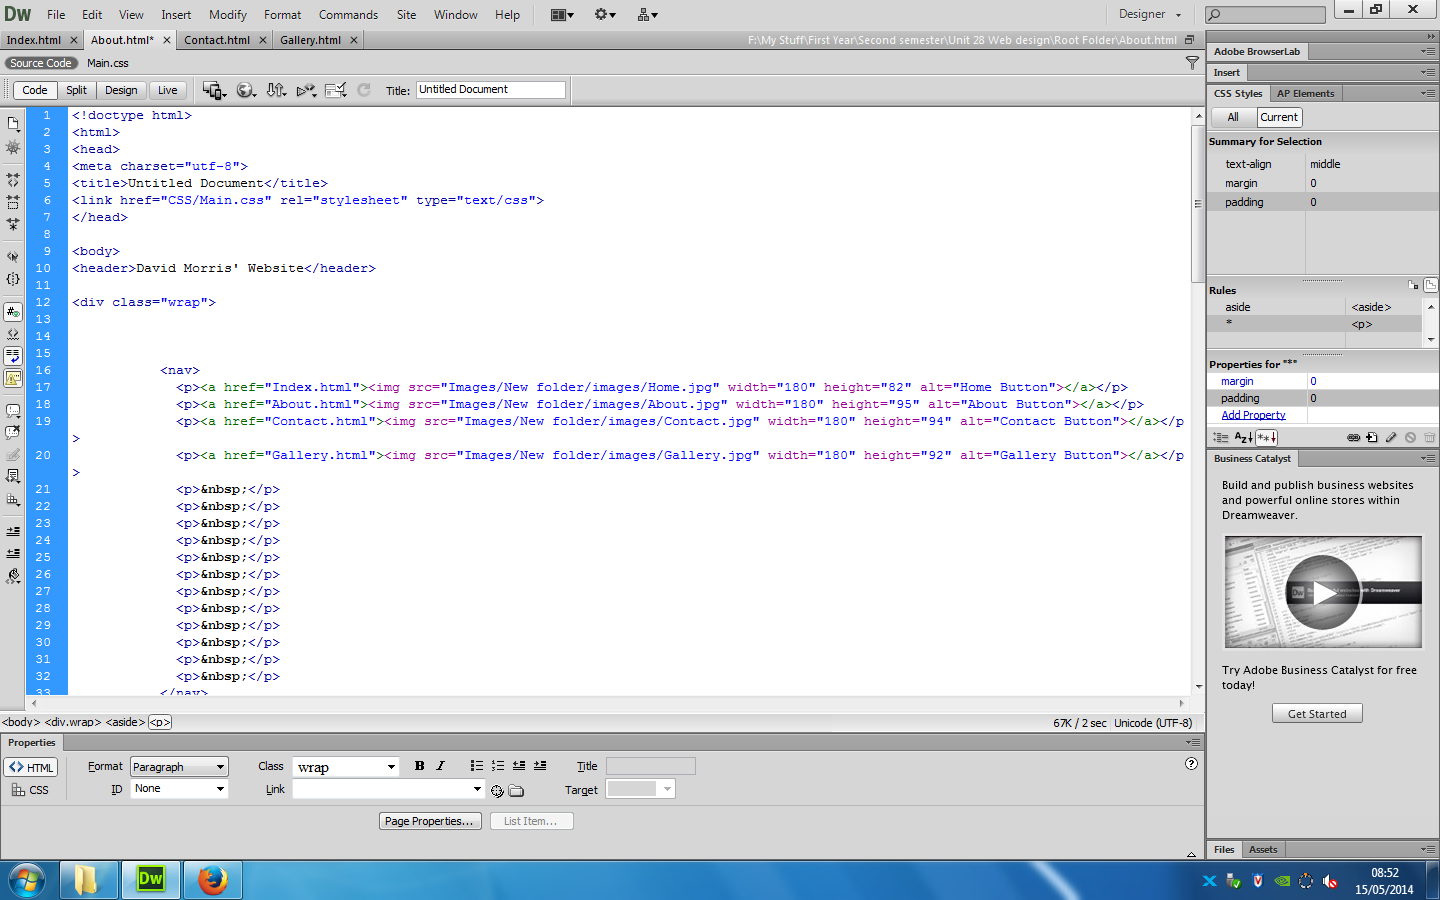 Dw File Edit View Insert Modify Format Commands Site Window Help Designer
Index.html About.html* Contact.html Gallery.html F:\My Stuff\First Year\Second semester\Unit 28 Web design\Root Folder\About.html
Source Code Main.css
Code Split Design Live Title: Untitled Document
1 <!doctype html>
2 <html>
3 <head>
4 <meta charset="utf-8">
5 <title>Untitled Document</title>
6 <link href="CSS/Main.css" rel="stylesheet" type="text/css">
7 </head>
8
9 <body>
10 <header>David Morris' Website</header>
11
12 <div class="wrap">
13
14
15
16 <nav>
17 <p><a href="Index.html"><img src="Images/New folder/images/Home.jpg" width="180" height="82" alt="Home Button"></a></p>
18 <p><a href="About.html"><img src="Images/New folder/images/About.jpg" width="180" height="95" alt="About Button"></a></p>
19 <p><a href="Contact.html"><img src="Images/New folder/images/Contact.jpg" width="180" height="94" alt="Contact Button"></a></p
>
20 <p><a href="Gallery.html"><img src="Images/New folder/images/Gallery.jpg" width="180" height="92" alt="Gallery Button"></a></p
>
21 <p>&nbsp;</p>
22 <p>&nbsp;</p>
23 <p>&nbsp;</p>
24 <p>&nbsp;</p>
25 <p>&nbsp;</p>
26 <p>&nbsp;</p>
27 <p>&nbsp;</p>
28 <p>&nbsp;</p>
29 <p>&nbsp;</p>
30 <p>&nbsp;</p>
31 <p>&nbsp;</p>
32 <p>&nbsp;</p>
33 </nav>
<body> <div.wrap> <aside> <p> 67K / 2 sec Unicode (UTF-8)
Properties
<> HTML Format Paragraph Class wrap B I Title
CSS ID None Link Target
Page Properties... List Item...
Adobe BrowserLab
Insert
CSS Styles AP Elements
All Current
Summary for Selection
text-align middle
margin 0
padding 0
Rules
aside <aside>
* <p>
Properties for "*"
margin 0
padding 0
Add Property
Business Catalyst
Build and publish business websites
and powerful online stores within
Dreamweaver.
Try Adobe Business Catalyst for free
today!
Get Started
Files Assets
Dw
08:52
15/05/2014